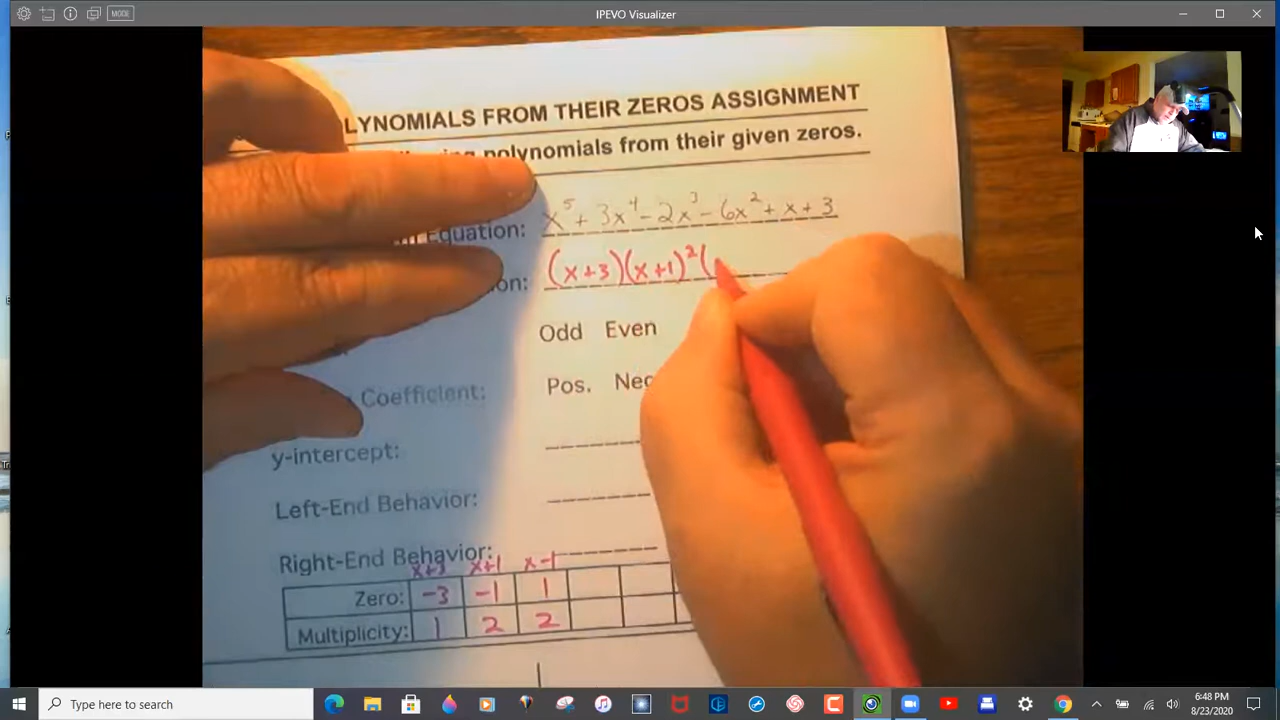 MODE
IPEVO Visualizer
LYNOMIALS FROM THEIR ZEROS ASSIGNMENT
polynomials from their given zeros.
Equation: x⁵ + 3x⁴ - 2x³ - 6x² + x + 3
on: (x+3)(x+1)²(
Odd Even
Coefficient: Pos. Neg
y-intercept:
Left-End Behavior:
Right-End Behavior:
x+3 x+1 x-1
Zero: -3 -1 1
Multiplicity: 1 2 2
Type here to search
6:48 PM
8/23/2020